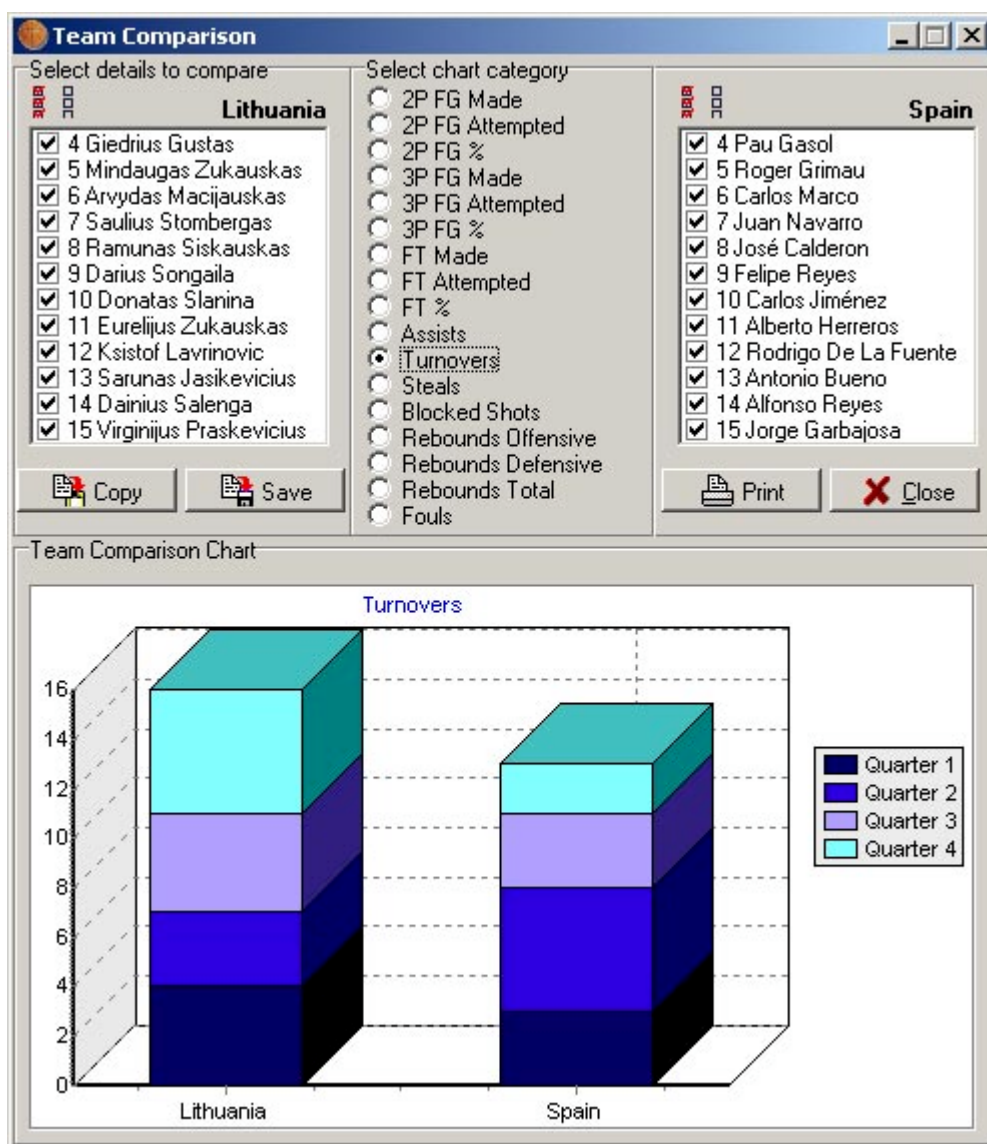 Team Comparison
Select details to compare
Lithuania
4 Giedrius Gustas
5 Mindaugas Zukauskas
6 Arvydas Macijauskas
7 Saulius Stombergas
8 Ramunas Siskauskas
9 Darius Songaila
10 Donatas Slanina
11 Eurelijus Zukauskas
12 Ksistof Lavrinovic
13 Sarunas Jasikevicius
14 Dainius Salenga
15 Virginijus Praskevicius
Copy
Save
Select chart category
2P FG Made
2P FG Attempted
2P FG %
3P FG Made
3P FG Attempted
3P FG %
FT Made
FT Attempted
FT %
Assists
Turnovers
Steals
Blocked Shots
Rebounds Offensive
Rebounds Defensive
Rebounds Total
Fouls
Spain
4 Pau Gasol
5 Roger Grimau
6 Carlos Marco
7 Juan Navarro
8 José Calderon
9 Felipe Reyes
10 Carlos Jiménez
11 Alberto Herreros
12 Rodrigo De La Fuente
13 Antonio Bueno
14 Alfonso Reyes
15 Jorge Garbajosa
Print
Close
Team Comparison Chart
Turnovers
16
14
12
10
8
6
4
2
0
Lithuania
Spain
Quarter 1
Quarter 2
Quarter 3
Quarter 4